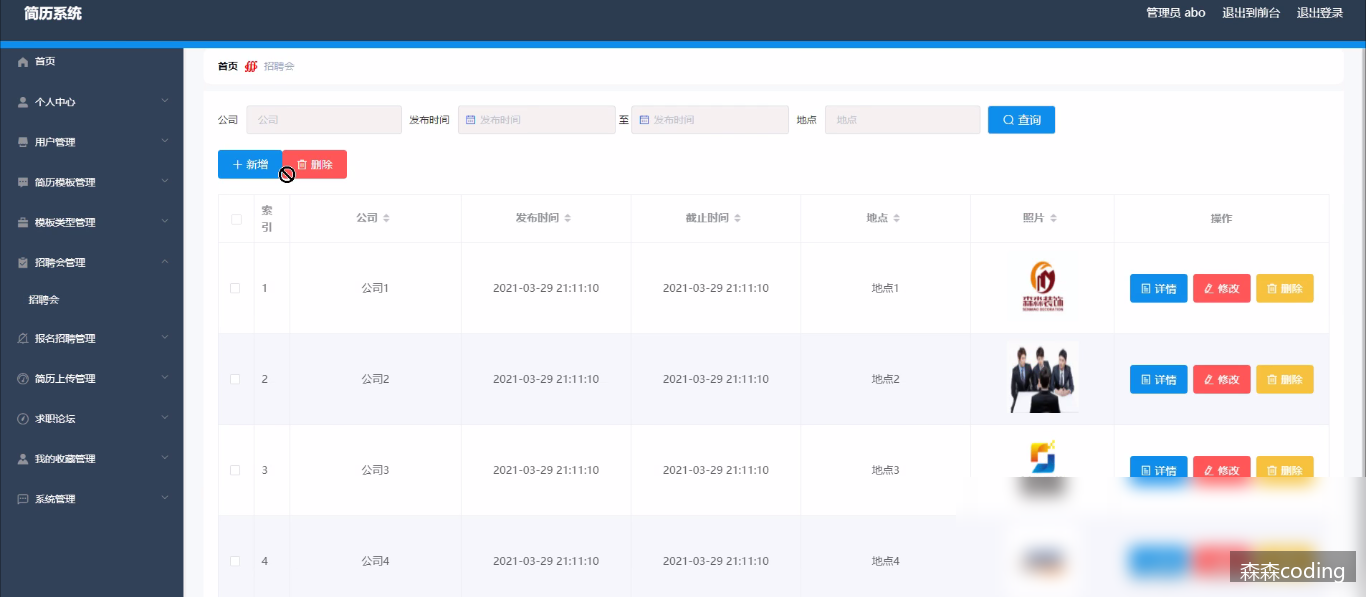 简历系统
管理员 abo 退出到前台 退出登录
首页
个人中心
用户管理
简历模板管理
模板类型管理
招聘会管理
招聘会
报名招聘管理
简历上传管理
求职论坛
我的收藏管理
系统管理
首页 招聘会
公司 公司 发布时间 发布时间 至 发布时间 地点 地点 查询
新增 删除
索引 公司 发布时间 截止时间 地点 照片 操作
1 公司1 2021-03-29 21:11:10 2021-03-29 21:11:10 地点1 森森装饰 详情 修改 删除
2 公司2 2021-03-29 21:11:10 2021-03-29 21:11:10 地点2 详情 修改 删除
3 公司3 2021-03-29 21:11:10 2021-03-29 21:11:10 地点3 详情 修改 删除
4 公司4 2021-03-29 21:11:10 2021-03-29 21:11:10 地点4
森森coding